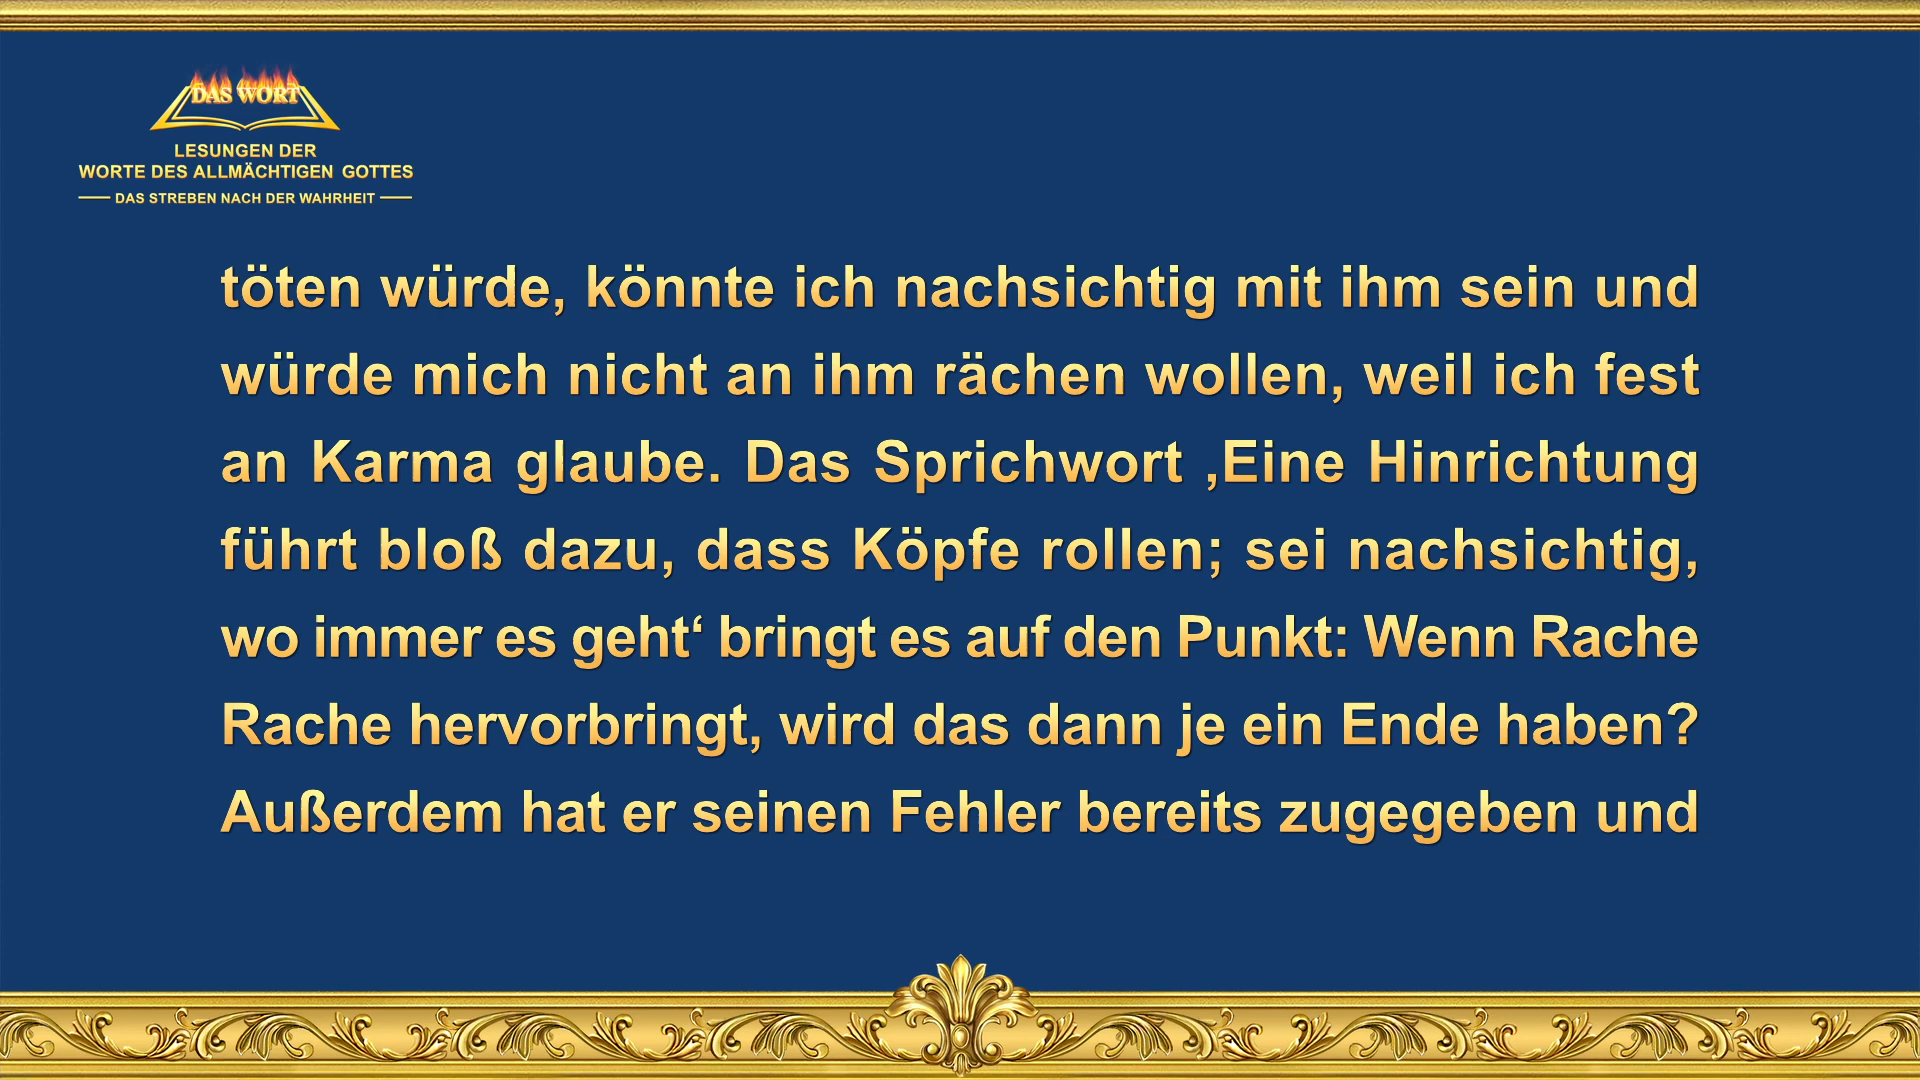 DAS WORT
LESUNGEN DER
WORTE DES ALLMÄCHTIGEN GOTTES
DAS STREBEN NACH DER WAHRHEIT
töten würde, könnte ich nachsichtig mit ihm sein und
würde mich nicht an ihm rächen wollen, weil ich fest
an Karma glaube. Das Sprichwort ‚Eine Hinrichtung
führt bloß dazu, dass Köpfe rollen; sei nachsichtig,
wo immer es geht‘ bringt es auf den Punkt: Wenn Rache
Rache hervorbringt, wird das dann je ein Ende haben?
Außerdem hat er seinen Fehler bereits zugegeben und